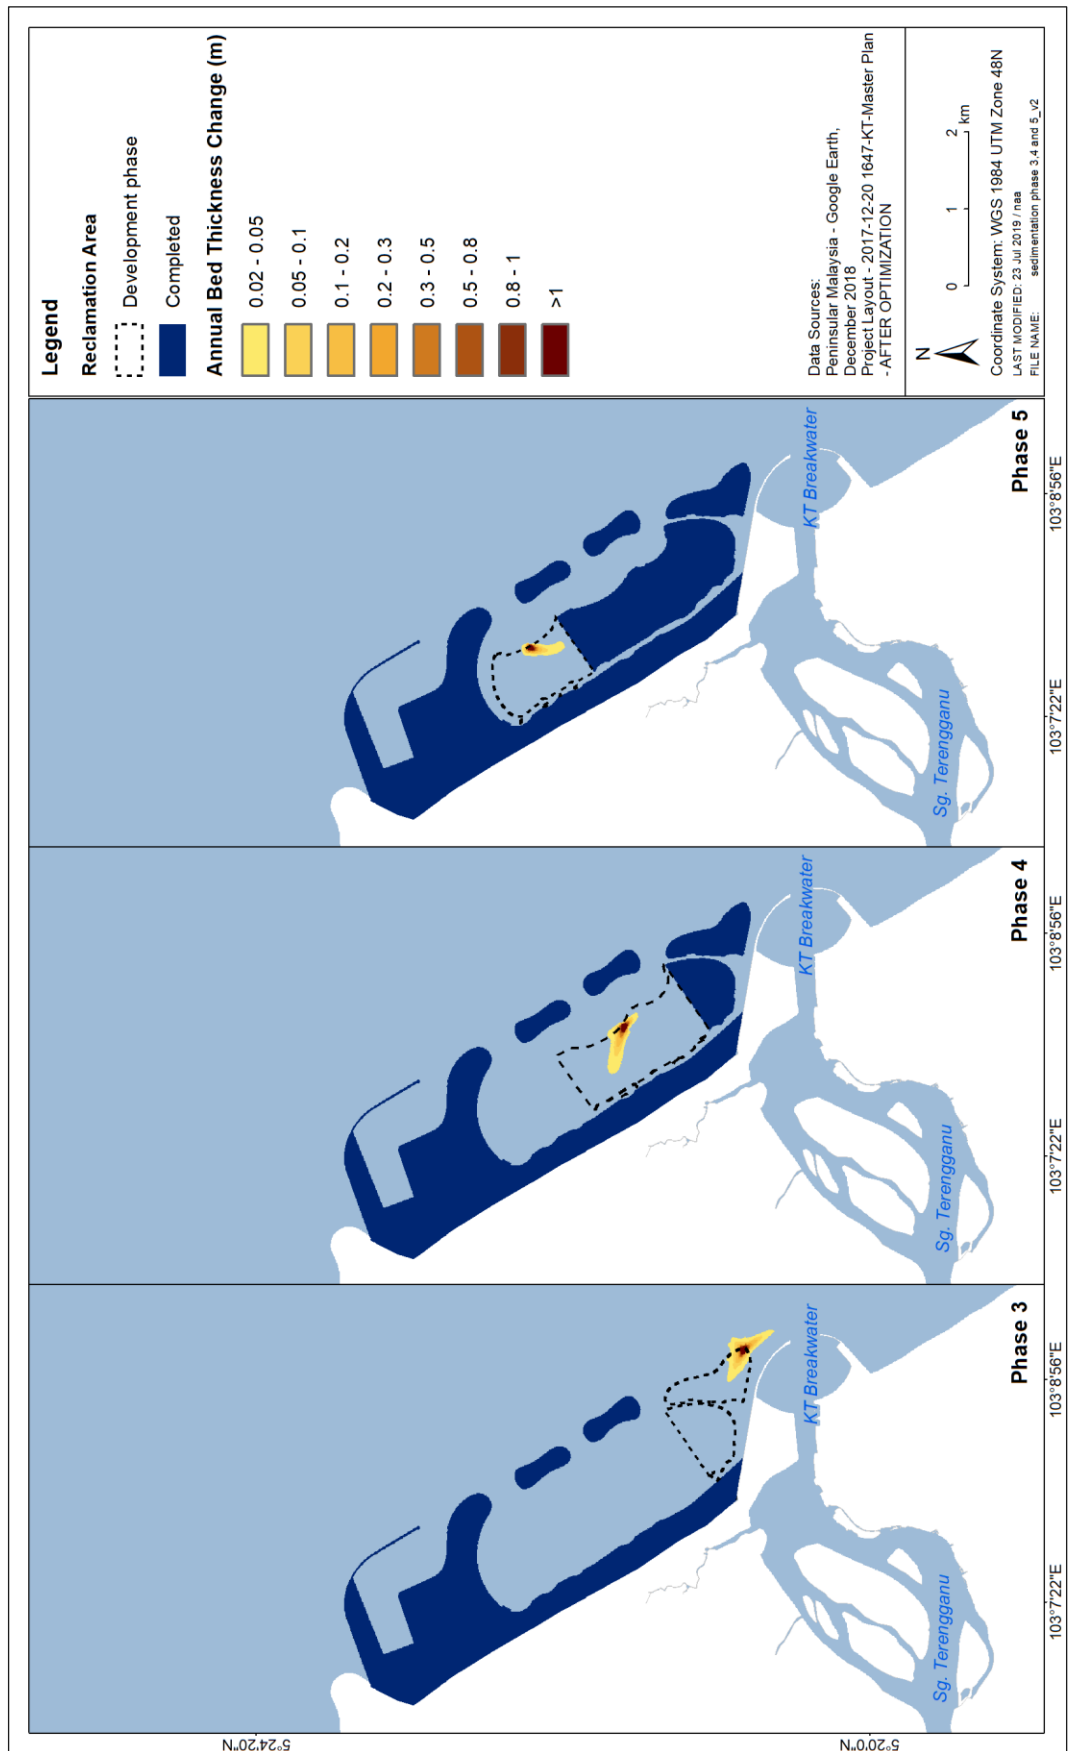 Phase 3
KT Breakwater
Sg. Terengganu
Phase 4
KT Breakwater
Sg. Terengganu
Phase 5
KT Breakwater
Sg. Terengganu
5°24'20"N
5°20'0"N
103°7'22"E
103°8'56"E
103°7'22"E
103°8'56"E
103°7'22"E
103°8'56"E
Legend
Reclamation Area
Development phase
Completed
Annual Bed Thickness Change (m)
0.02 - 0.05
0.05 - 0.1
0.1 - 0.2
0.2 - 0.3
0.3 - 0.5
0.5 - 0.8
0.8 - 1
>1
Data Sources:
Peninsular Malaysia - Google Earth,
December 2018
Project Layout - 2017-12-20 1647-KT-Master Plan
- AFTER OPTIMIZATION
N
0 1 2
km
Coordinate System: WGS 1984 UTM Zone 48N
LAST MODIFIED: 23 Jul 2019 / naa
FILE NAME: sedimentation phase 3,4 and 5_v2